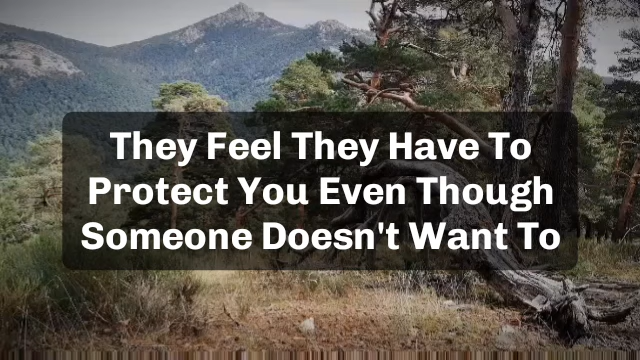 They Feel They Have To
Protect You Even Though
Someone Doesn't Want To